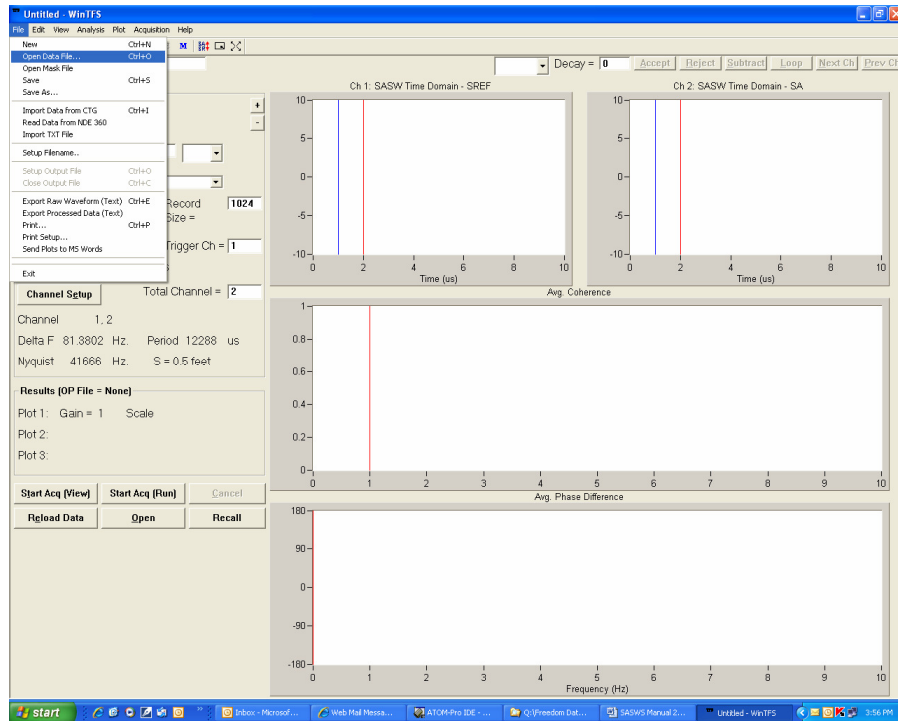 Untitled - WinTFS
File Edit View Analysis Plot Acquisition Help
New Ctrl+N
Open Data File... Ctrl+O
Open Mask File
Save Ctrl+S
Save As...
Import Data from CTG Ctrl+I
Read Data from NDE 360
Import TXT File
Setup Filename...
Setup Output File Ctrl+O
Close Output File Ctrl+C
Export Raw Waveform (Text) Ctrl+E
Export Processed Data (Text)
Print... Ctrl+P
Print Setup...
Send Plots to MS Words
Exit
M
+
-
Record Size = 1024
Trigger Ch = 1
Channel Setup Total Channel = 2
Channel 1, 2
Delta F 81.3802 Hz. Period 12288 us
Nyquist 41666 Hz. S = 0.5 feet
Results (OP File = None)
Plot 1: Gain = 1 Scale
Plot 2:
Plot 3:
Start Acq (View) Start Acq (Run) Cancel
Reload Data Open Recall
Decay = 0 Accept Reject Subtract Loop Next Ch Prev Ch
Ch 1: SASW Time Domain - SREF
10
5
0
-5
-10
0 2 4 6 8 10
Time (us)
Ch 2: SASW Time Domain - SA
10
5
0
-5
-10
0 2 4 6 8 10
Time (us)
Avg. Coherence
1
0.8
0.6
0.4
0.2
0
0 1 2 3 4 5 6 7 8 9 10
Avg. Phase Difference
180
90
0
-90
-180
0 1 2 3 4 5 6 7 8 9 10
Frequency (Hz)
start
Inbox - Microsof...
Web Mail Messa...
ATOM-Pro IDE - ...
Q:\Freedom Dat...
SASWS Manual 2...
Untitled - WinTFS
3:56 PM